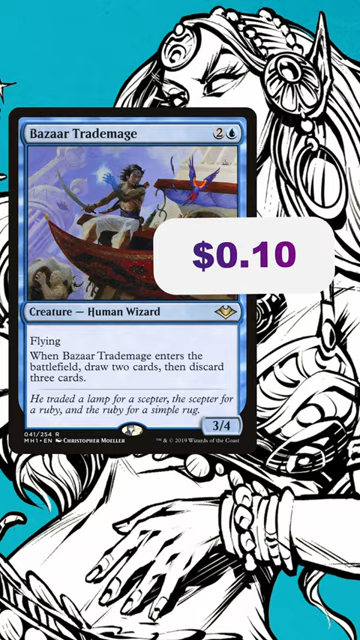 Bazaar Trademage 2
$0.10
Creature — Human Wizard
Flying
When Bazaar Trademage enters the
battlefield, draw two cards, then discard
three cards.
He traded a lamp for a scepter, the scepter for
a ruby, and the ruby for a simple rug.
3/4
041/254 R
MH1 • EN Christopher Moeller ™ & © 2019 Wizards of the Coast